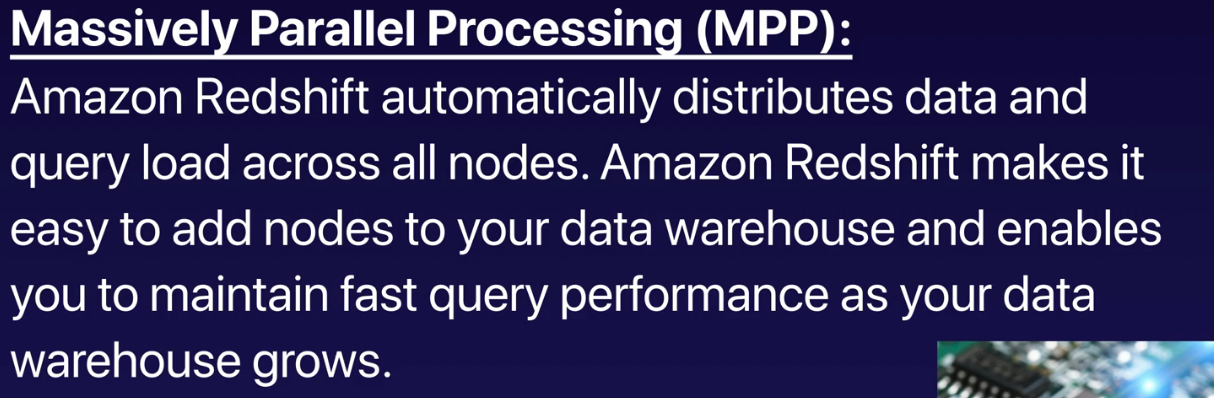 Massively Parallel Processing (MPP):
Amazon Redshift automatically distributes data and
query load across all nodes. Amazon Redshift makes it
easy to add nodes to your data warehouse and enables
you to maintain fast query performance as your data
warehouse grows.